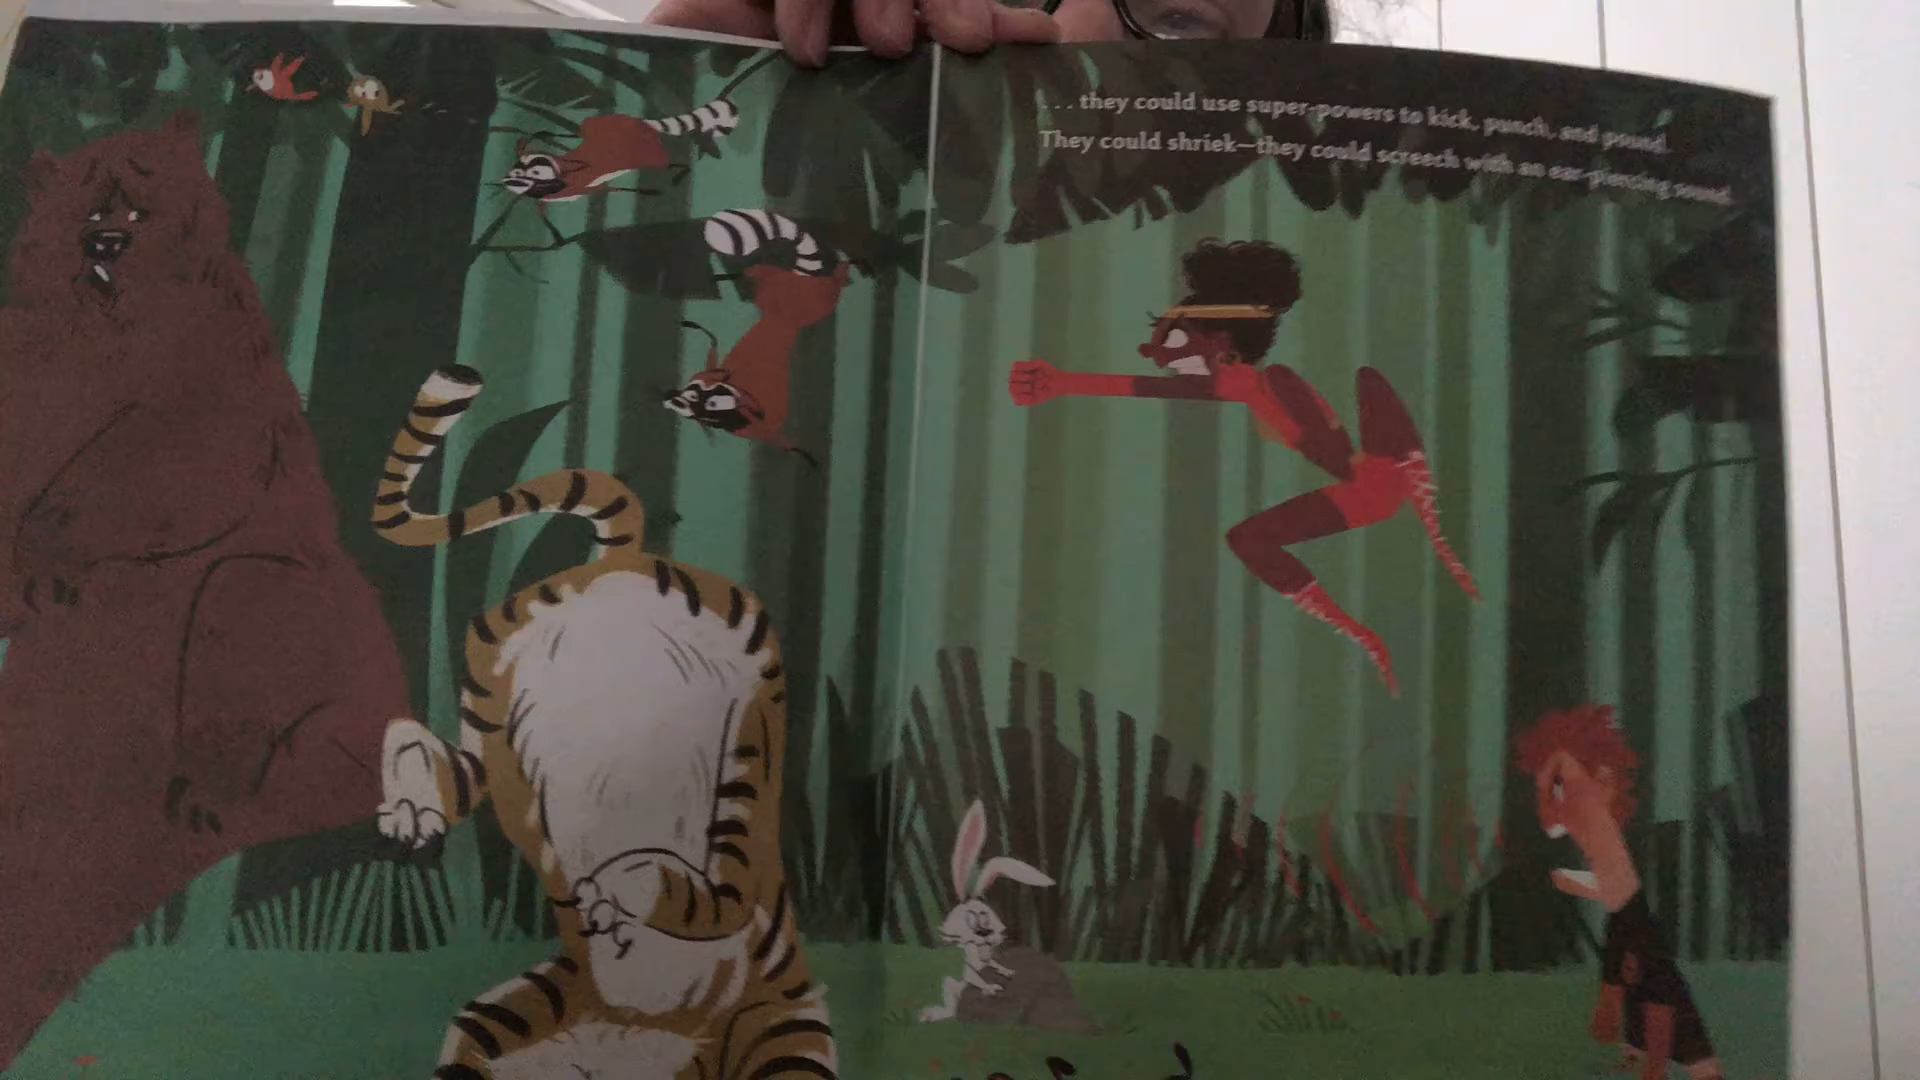 . . . they could use super-powers to kick, punch, and pound.
They could shriek—they could screech with an ear-piercing sound.